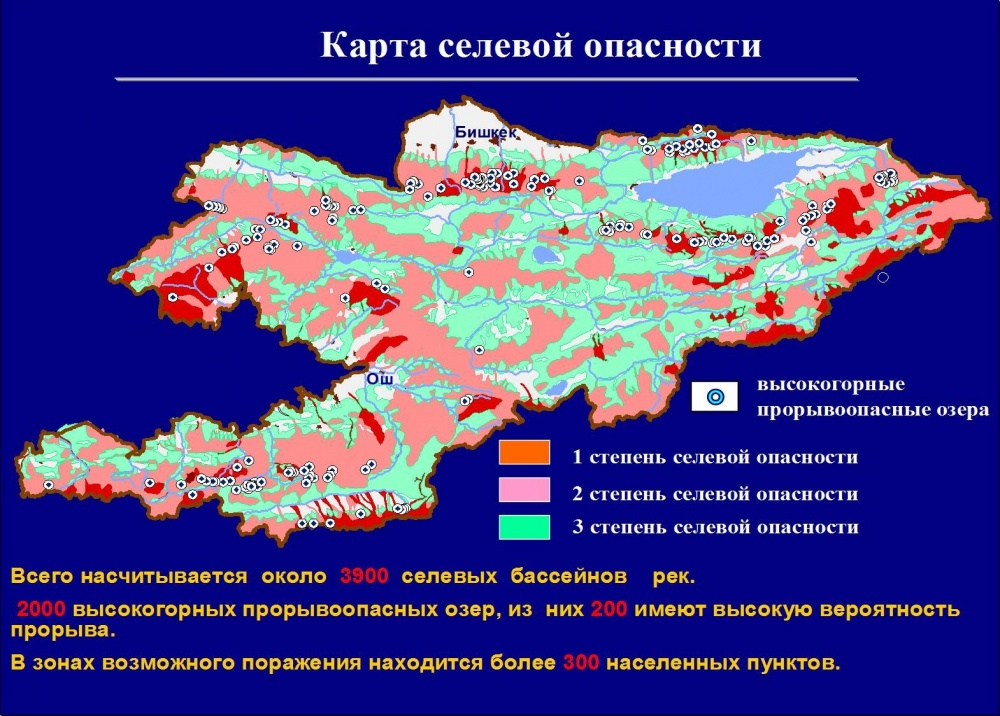 Карта селевой опасности
Бишкек
Ош
высокогорные
прорывоопасные озера
1 степень селевой опасности
2 степень селевой опасности
3 степень селевой опасности
Всего насчитывается около 3900 селевых бассейнов рек.
2000 высокогорных прорывоопасных озер, из них 200 имеют высокую вероятность
прорыва.
В зонах возможного поражения находится более 300 населенных пунктов.